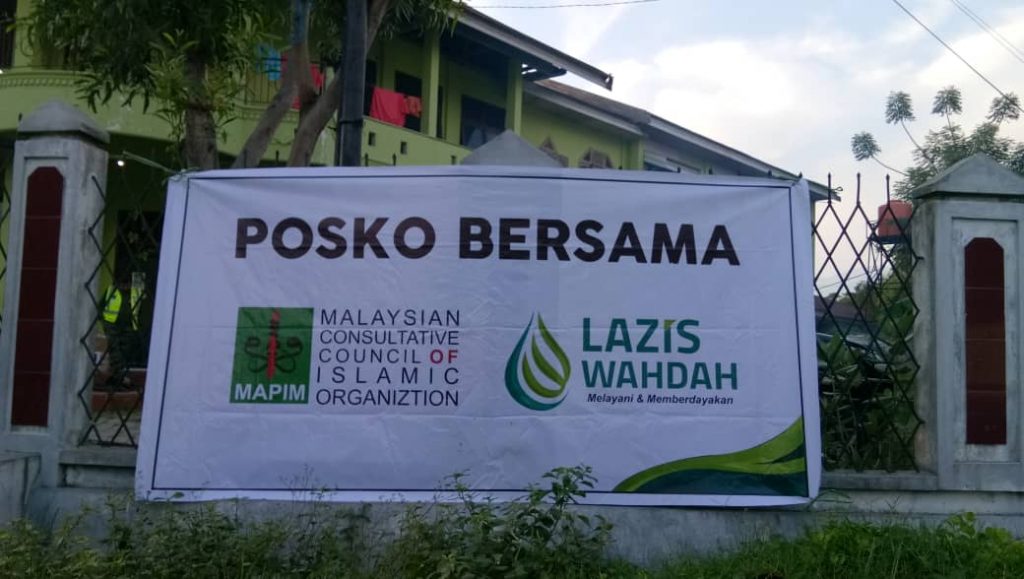 POSKO BERSAMA
MAPIM
MALAYSIAN
CONSULTATIVE
COUNCIL OF
ISLAMIC
ORGANIZTION
LAZIS
WAHDAH
Melayani & Memberdayakan